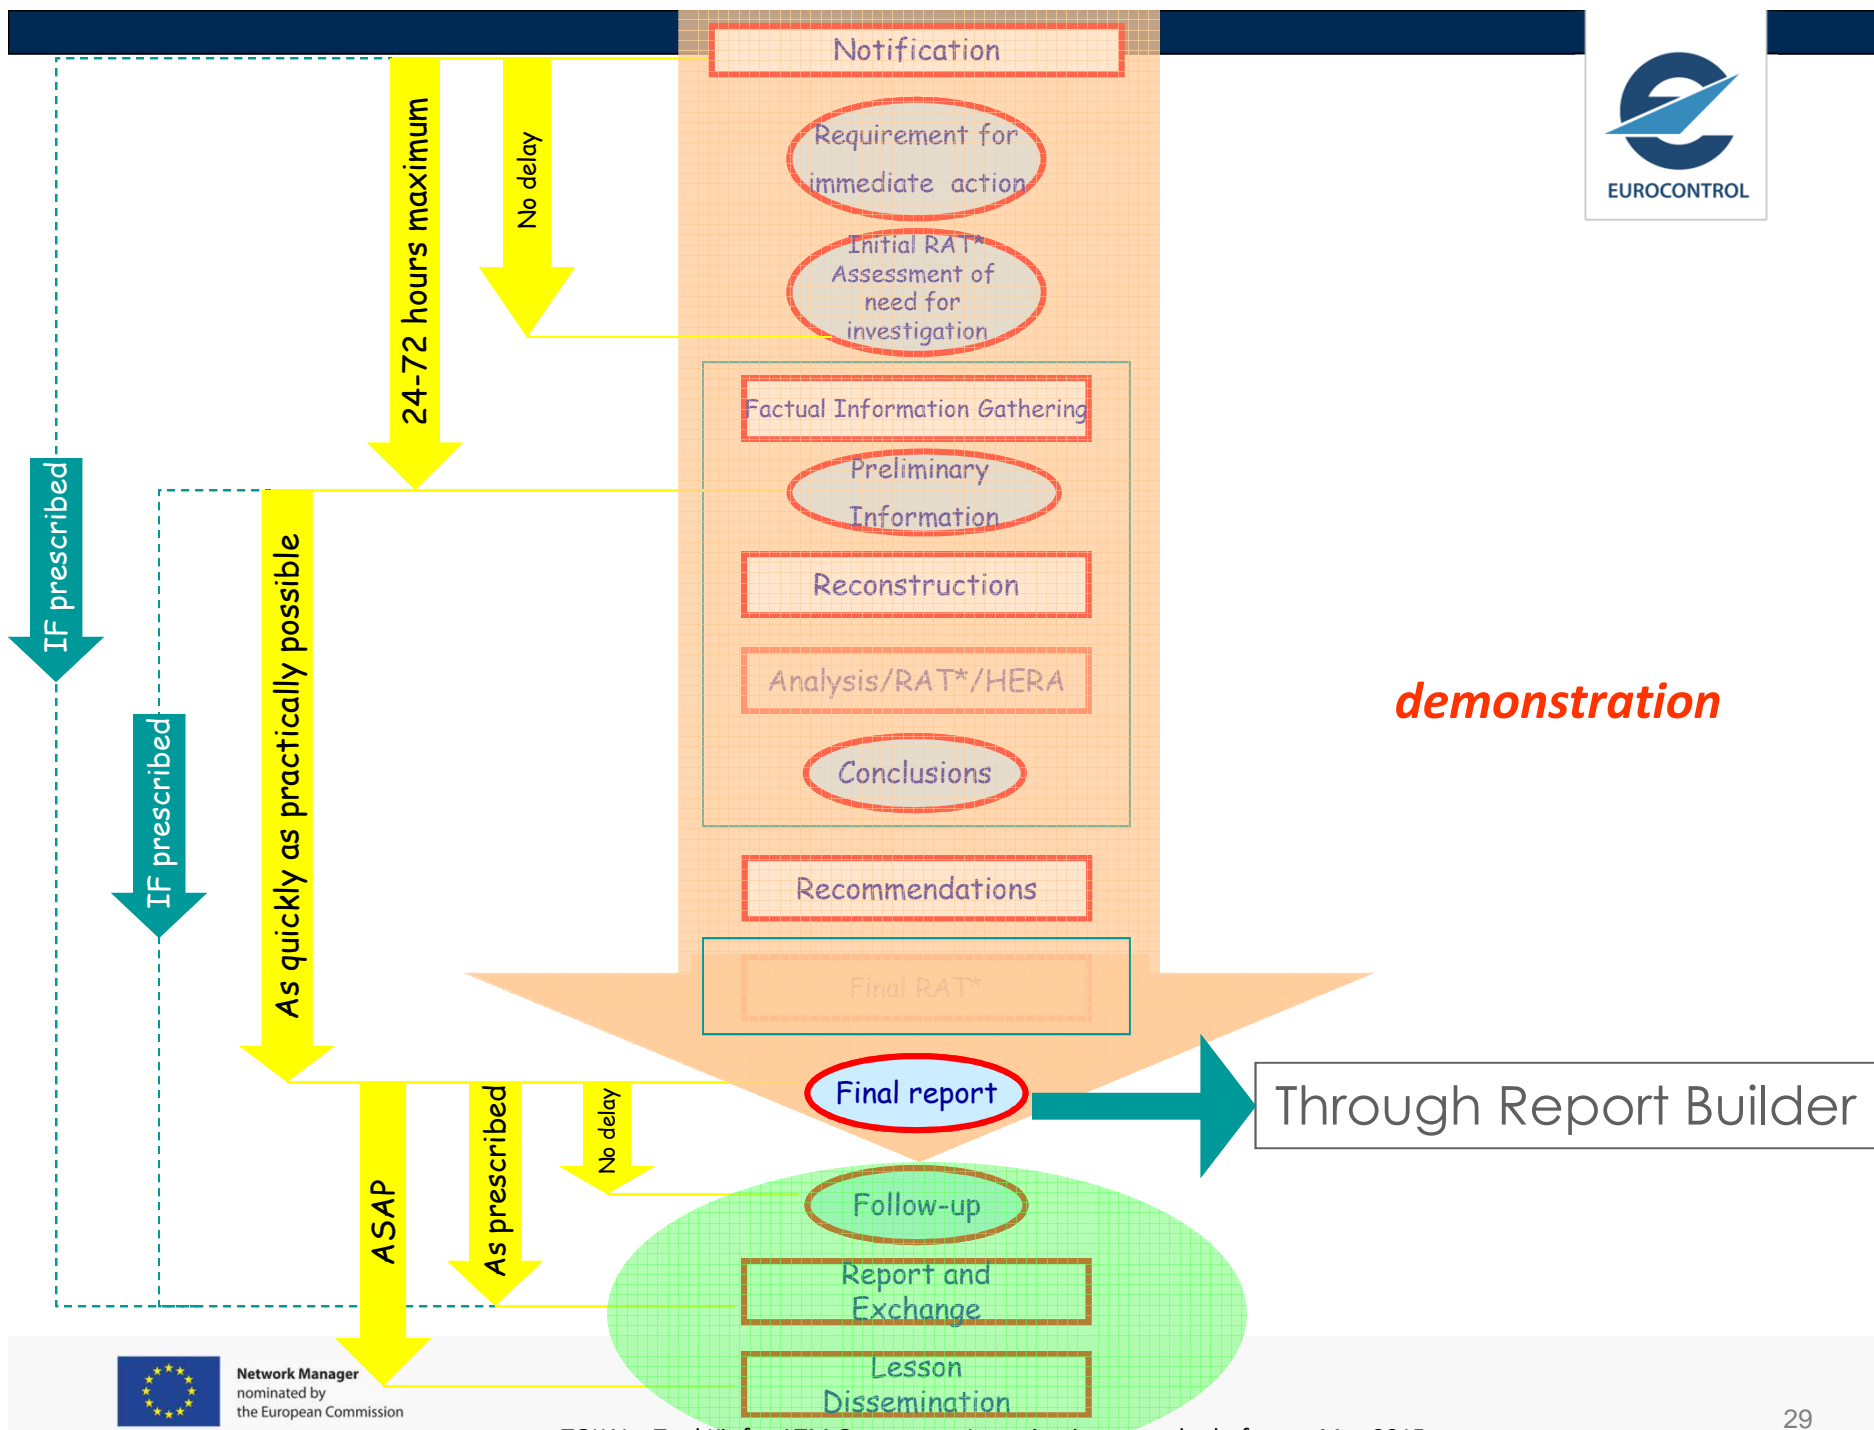 Notification
Requirement for
immediate action
Initial RAT*
Assessment of
need for
investigation
Factual Information Gathering
Preliminary
Information
Reconstruction
Analysis/RAT*/HERA
Conclusions
Recommendations
Final RAT*
Final report
Follow-up
Report and
Exchange
Lesson
Dissemination
24-72 hours maximum
No delay
IF prescribed
IF prescribed
As quickly as practically possible
ASAP
As prescribed
No delay
EUROCONTROL
demonstration
Through Report Builder
Network Manager
nominated by
the European Commission
29